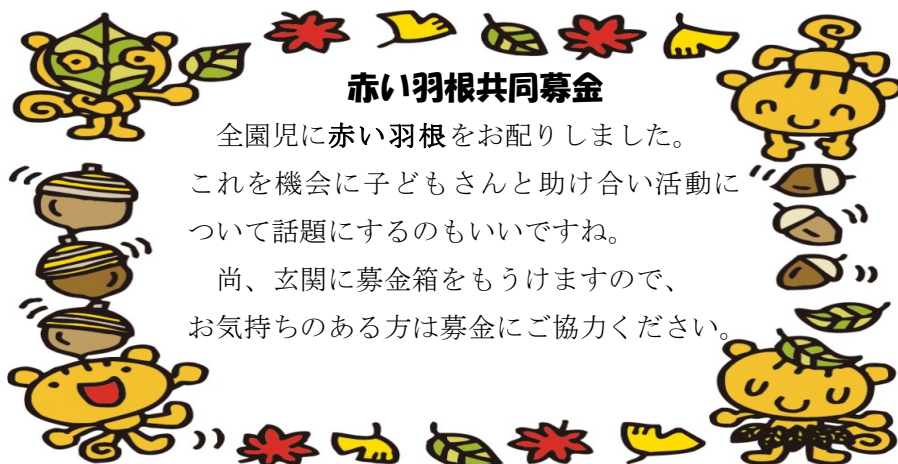 赤い羽根共同募金
全園児に赤い羽根をお配りしました。
これを機会に子どもさんと助け合い活動に
ついて話題にするのもいいですね。
尚、玄関に募金箱をもうけますので、
お気持ちのある方は募金にご協力ください。